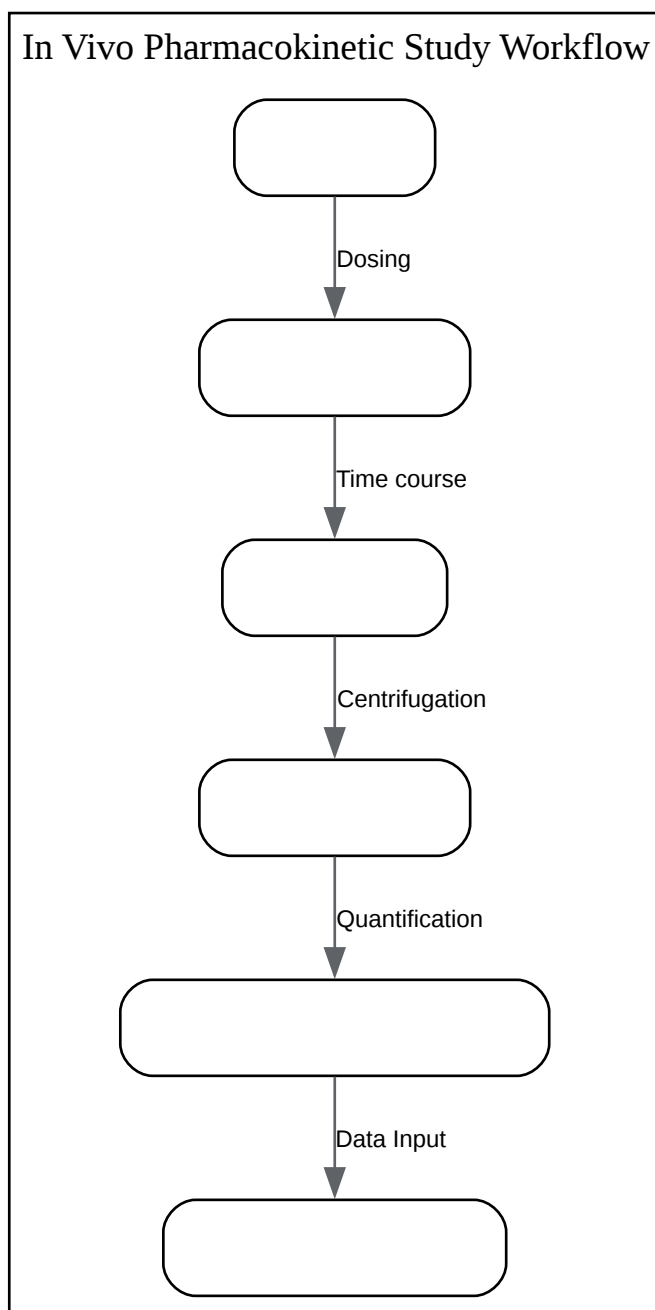 In Vivo Pharmacokinetic Study Workflow
Dosing
Time course
Centrifugation
Quantification
Data Input